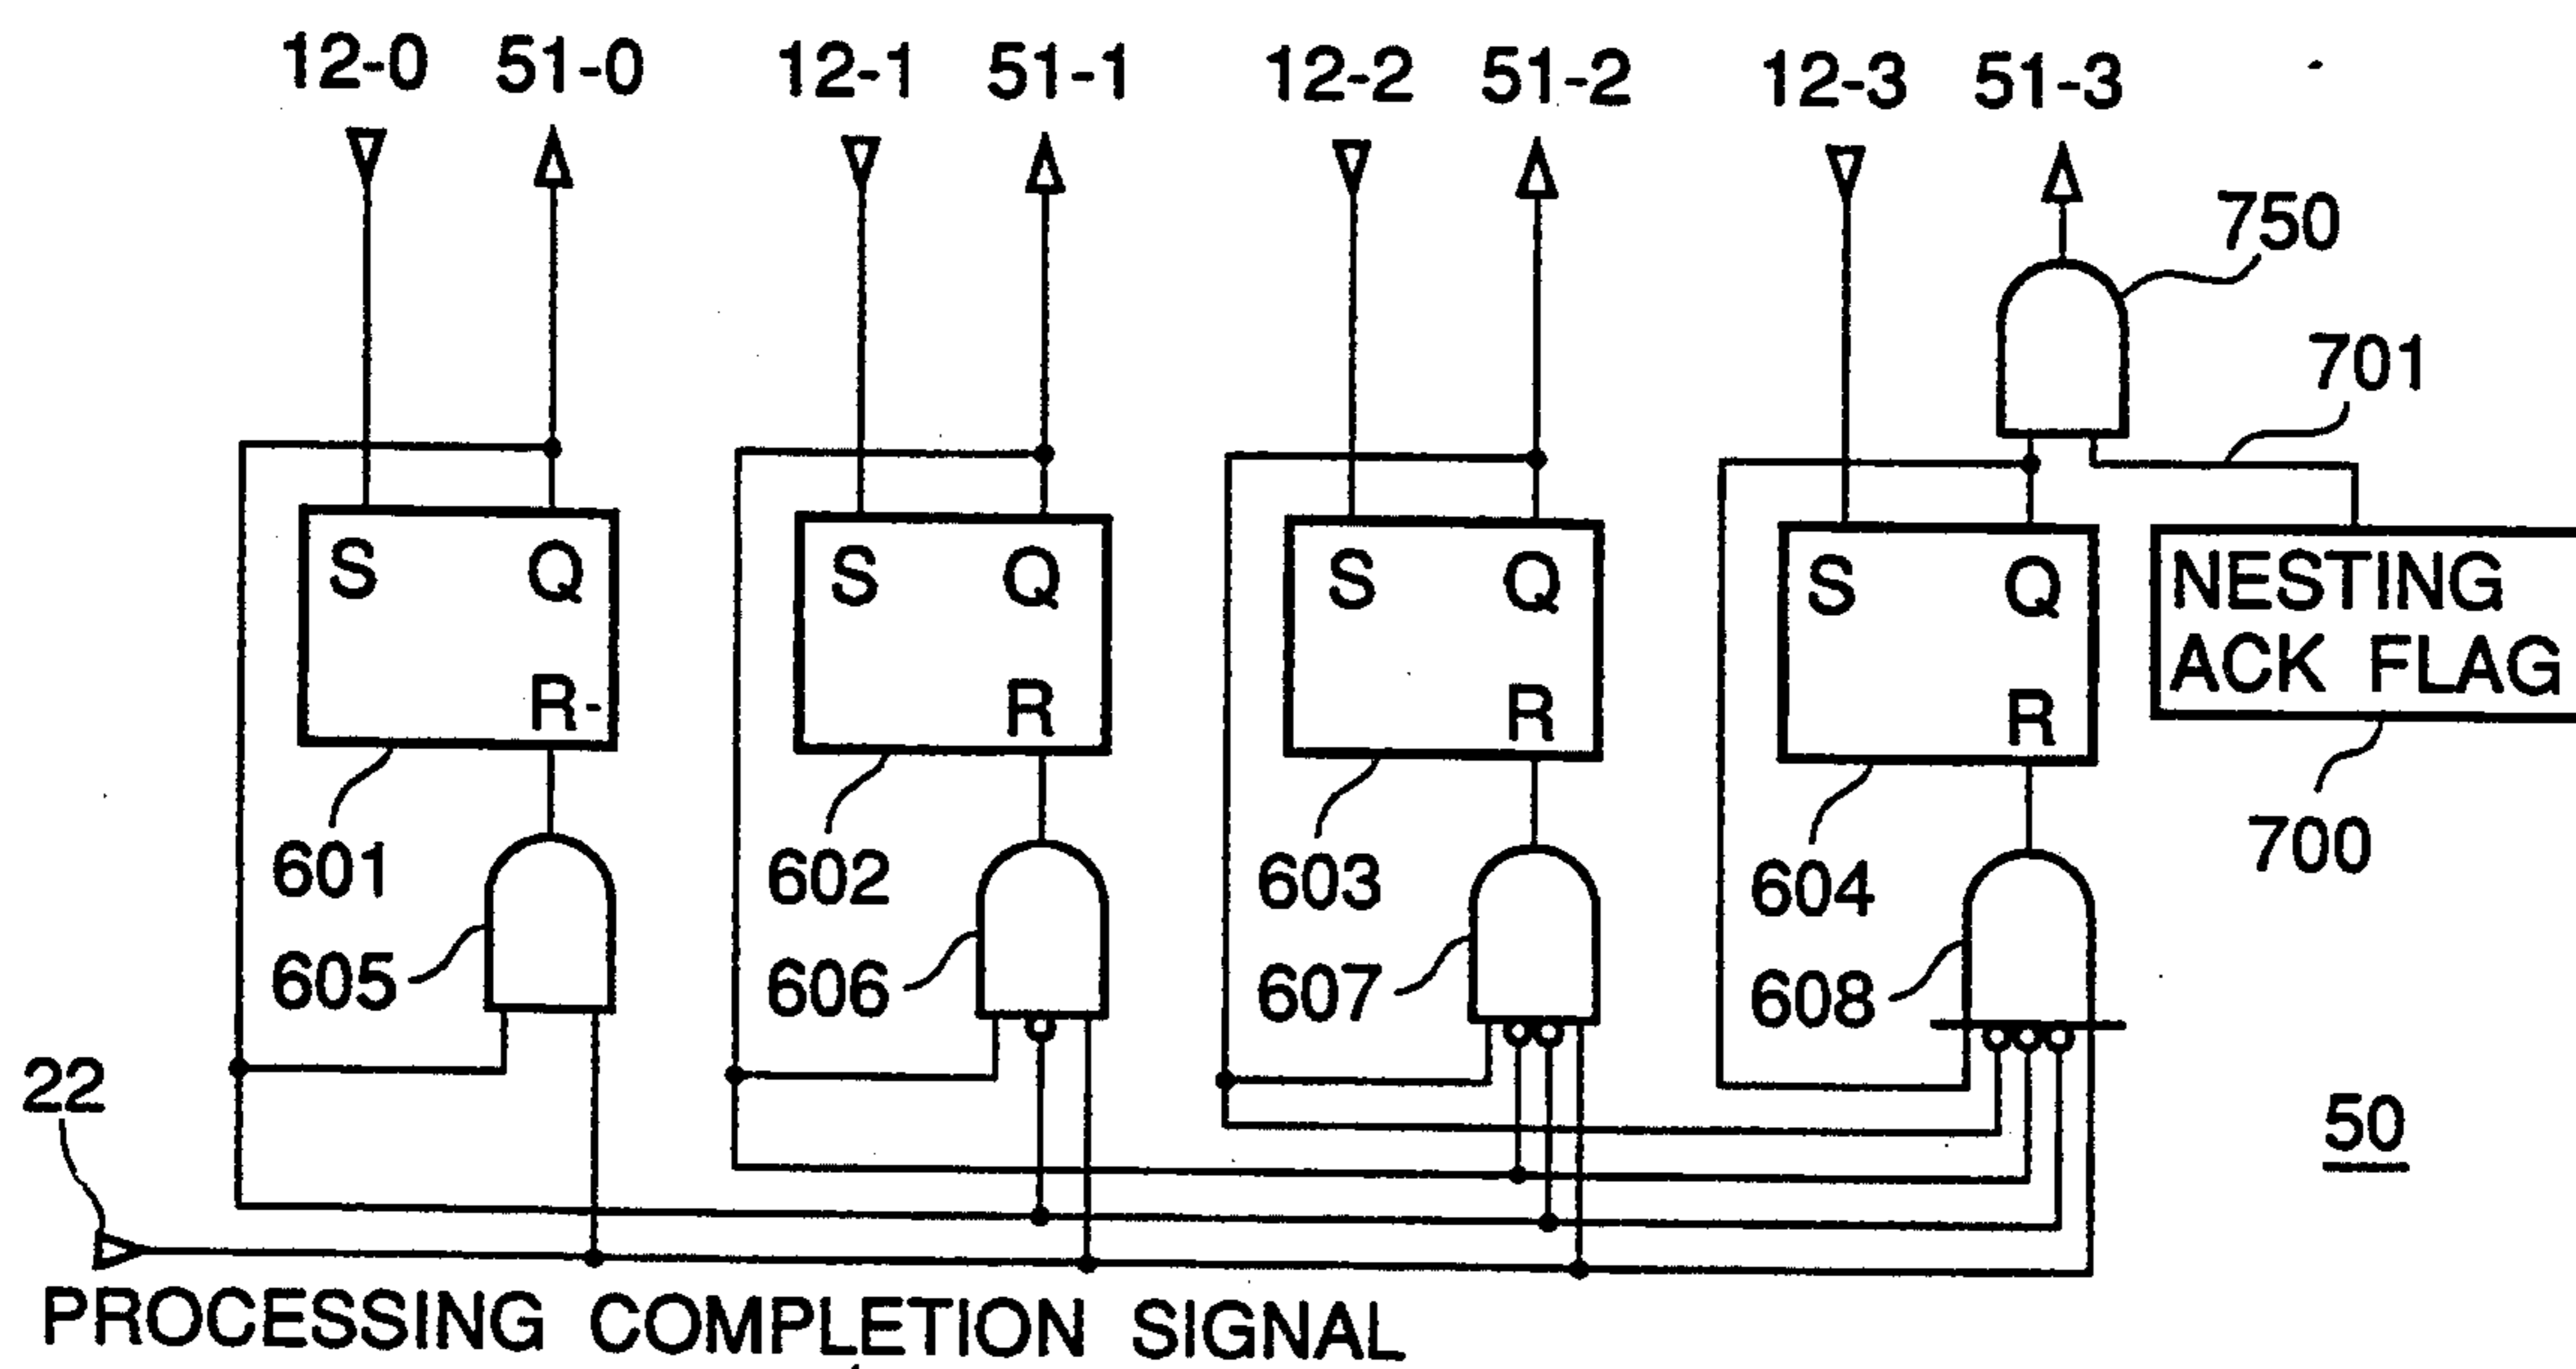 12-0 51-0 12-1 51-1 12-2 51-2 12-3 51-3
750
701
S Q S Q S Q S Q NESTING
ACK FLAG
R- R R R
601 602 603 604 700
605 606 607 608
22
50
PROCESSING COMPLETION SIGNAL